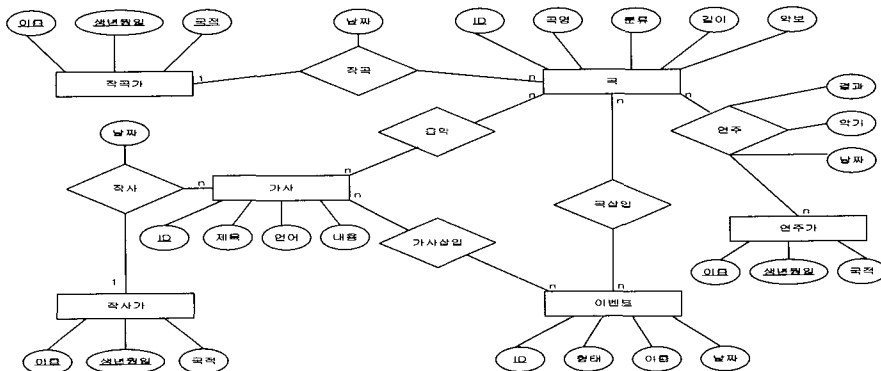 이름 생년월일 국적 날짜 ID 곡명 분류 길이 악보
작곡가 1 작곡 n 곡
n n n
결과
날짜 음악 연주 악기
날짜
작사 n 가사 n
n
곡삽입
ID 제목 언어 내용 가사삽입 n 연주가
이름 생년월일 국적
1 n n
작사가 이벤트
이름 생년월일 국적 ID 형태 이름 날짜